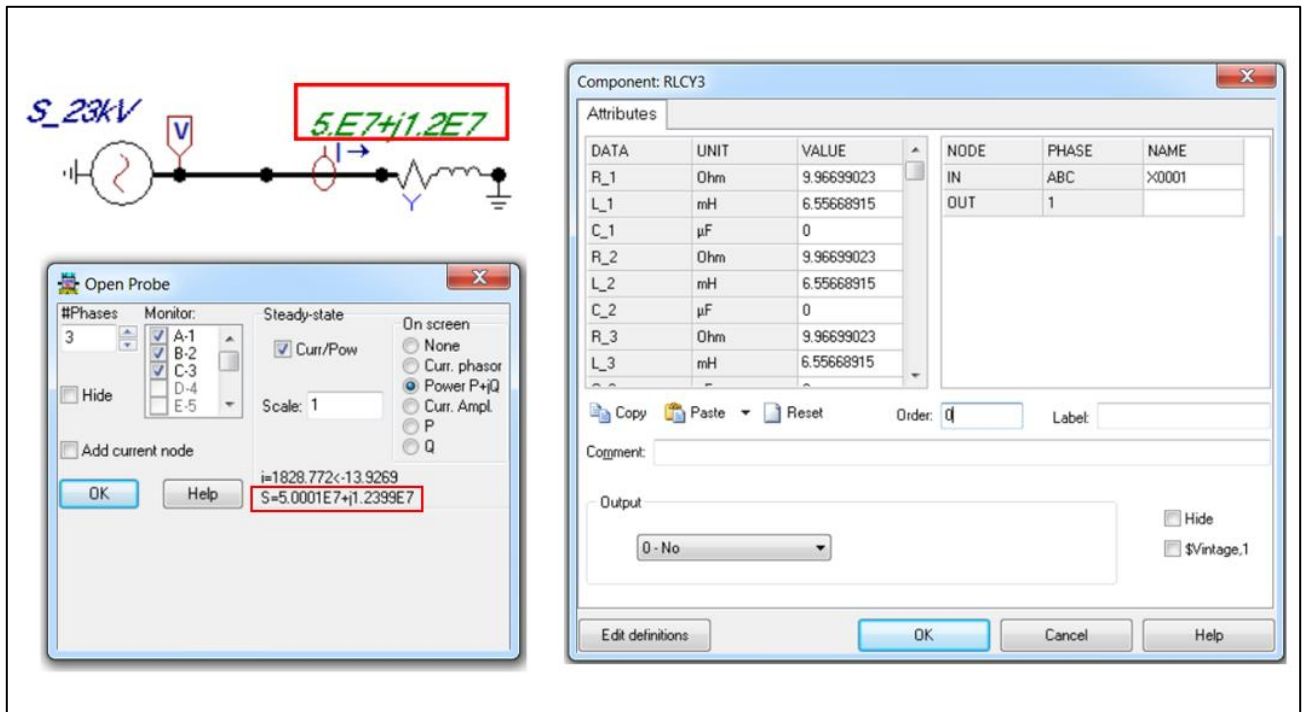 S_23kV
V
5.E7+j1.2E7
I→
Y
Open Probe
#Phases
3
Monitor:
A-1
B-2
C-3
D-4
E-5
Hide
Add current node
OK
Help
Steady-state
Curr/Pow
Scale: 1
On screen
None
Curr. phasor
Power P+jQ
Curr. Ampl.
P
Q
i=1828.772<-13.9269
S=5.0001E7+j1.2399E7
Component: RLCY3
Attributes
DATA UNIT VALUE
R_1 Ohm 9.96699023
L_1 mH 6.55668915
C_1 µF 0
R_2 Ohm 9.96699023
L_2 mH 6.55668915
C_2 µF 0
R_3 Ohm 9.96699023
L_3 mH 6.55668915
NODE PHASE NAME
IN ABC X0001
OUT 1
Copy Paste Reset Order: 0 Label:
Comment:
Output
0 - No
Hide
$Vintage,1
Edit definitions OK Cancel Help